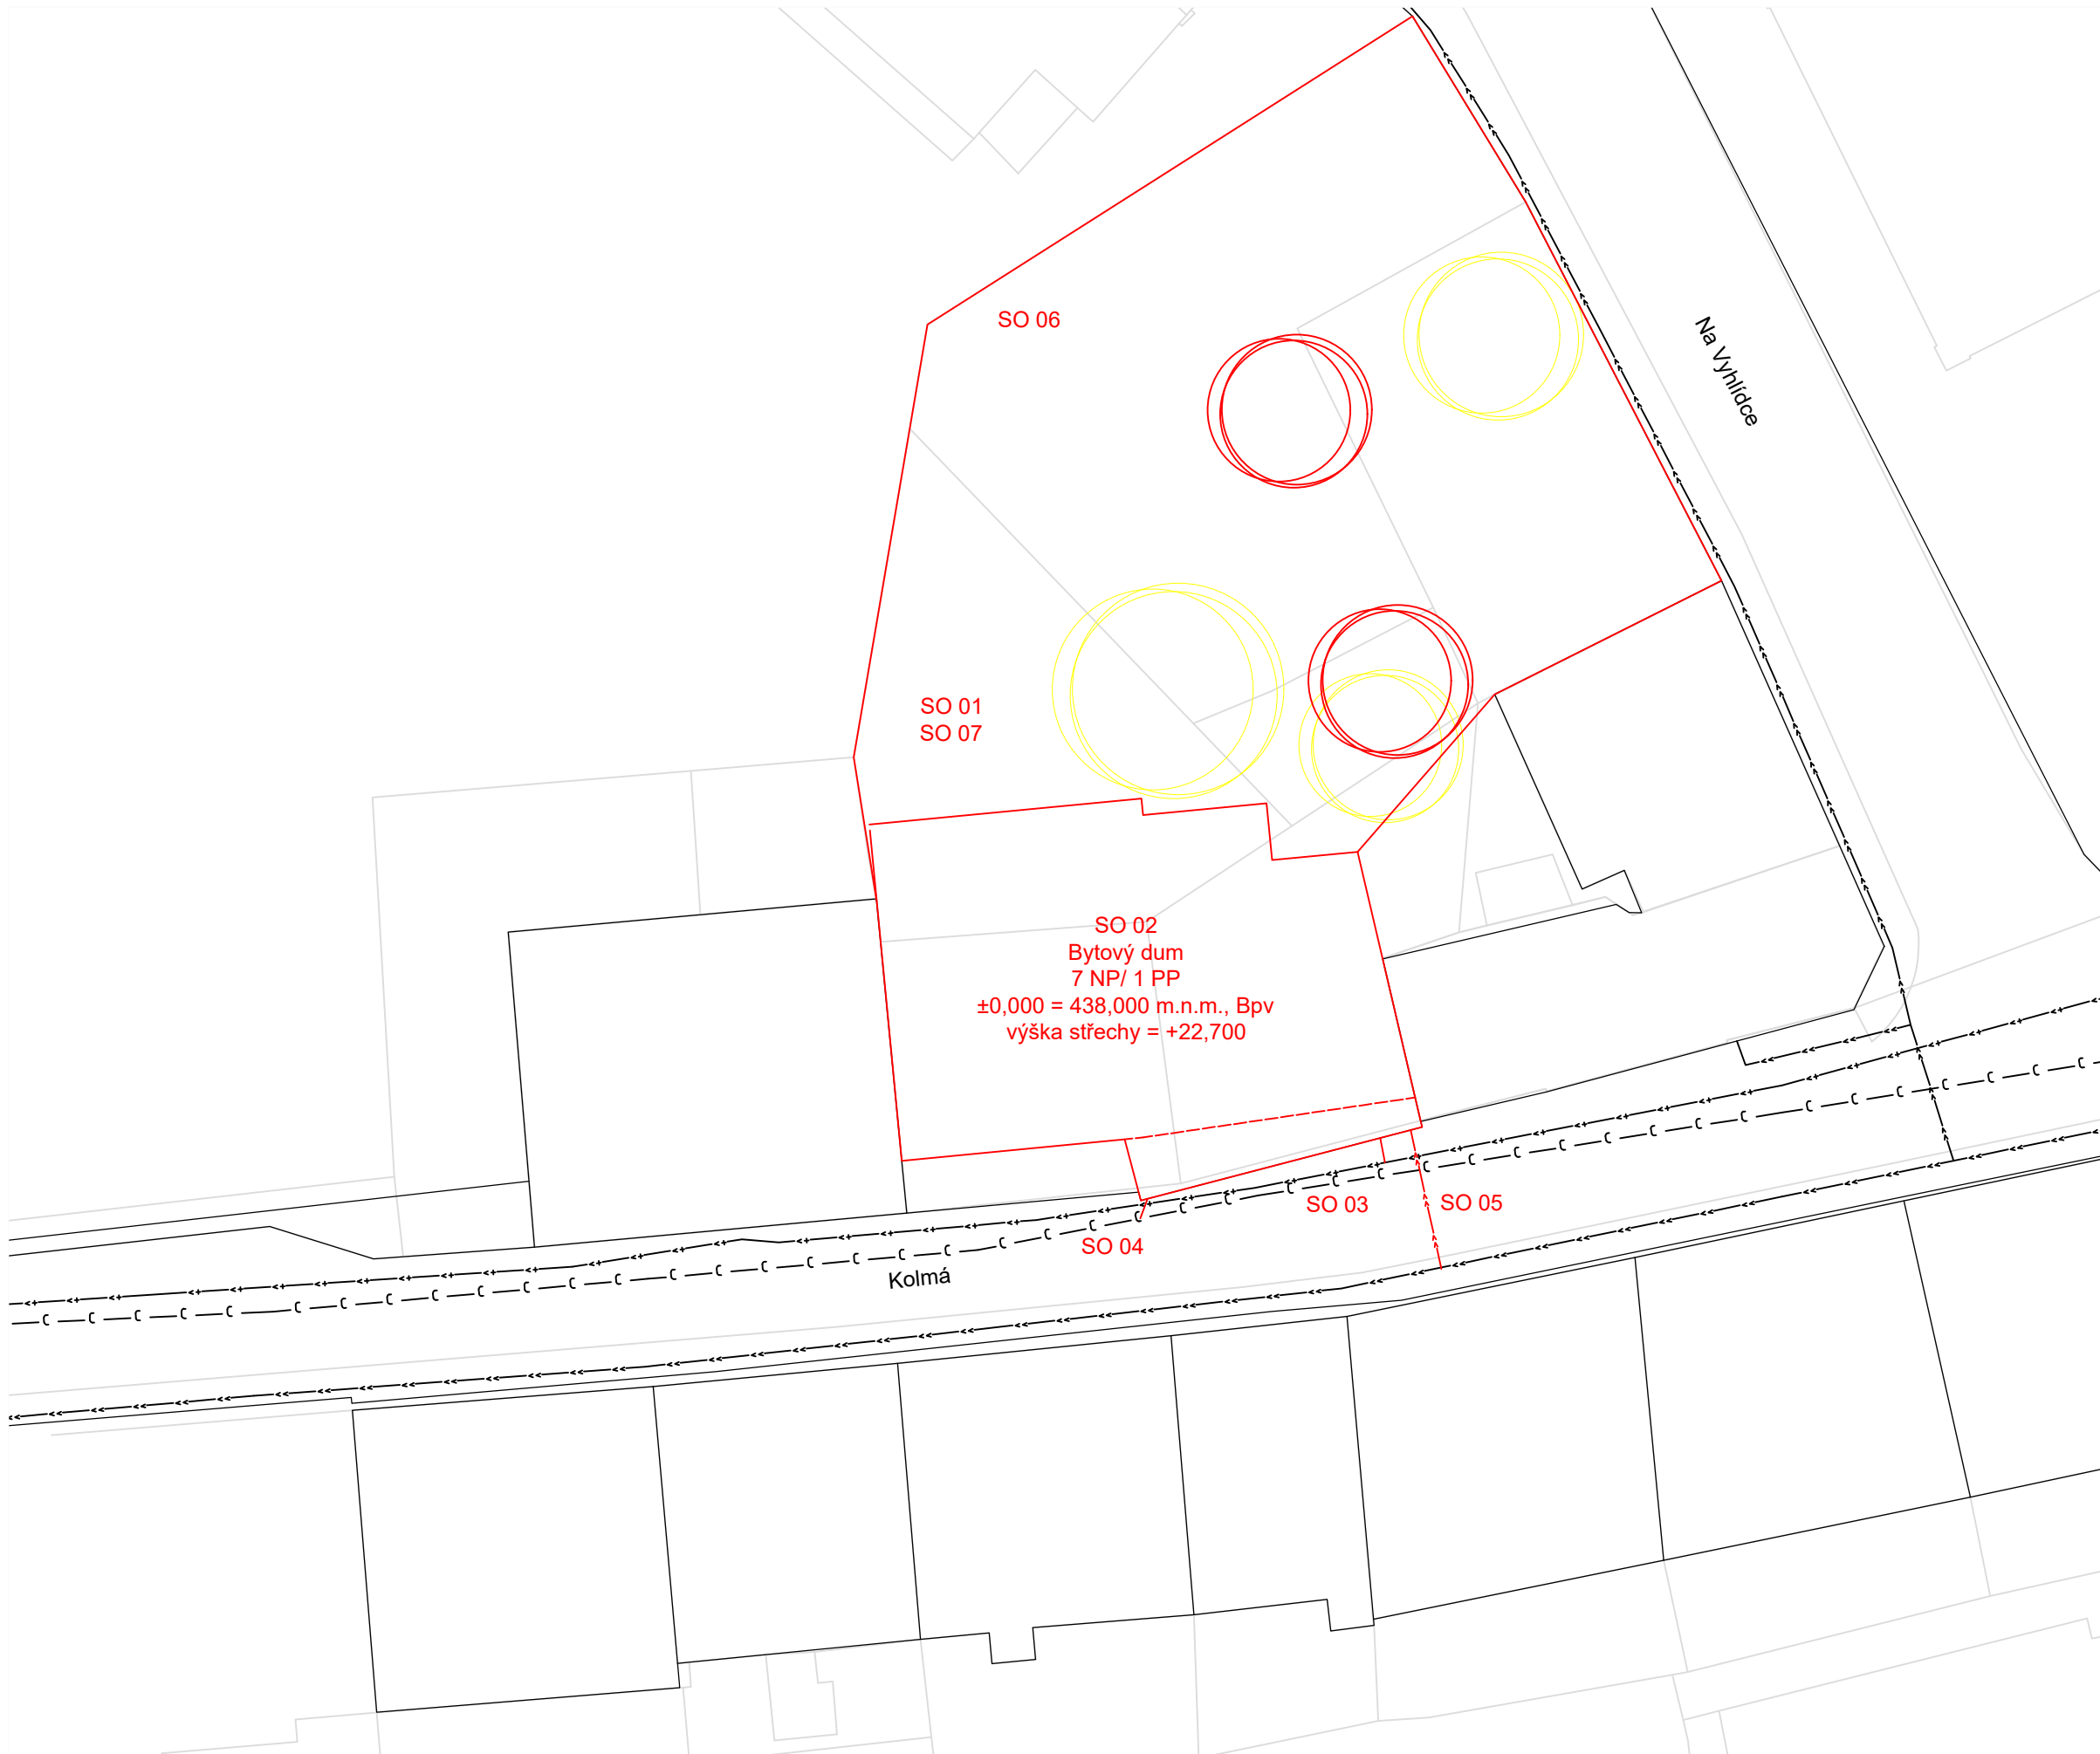 SO 06
Na Vyhlídce
SO 01
SO 07
SO 02
Bytový dum
7 NP/ 1 PP
±0,000 = 438,000 m.n.m., Bpv
výška střechy = +22,700
SO 03
SO 05
SO 04
Kolmá